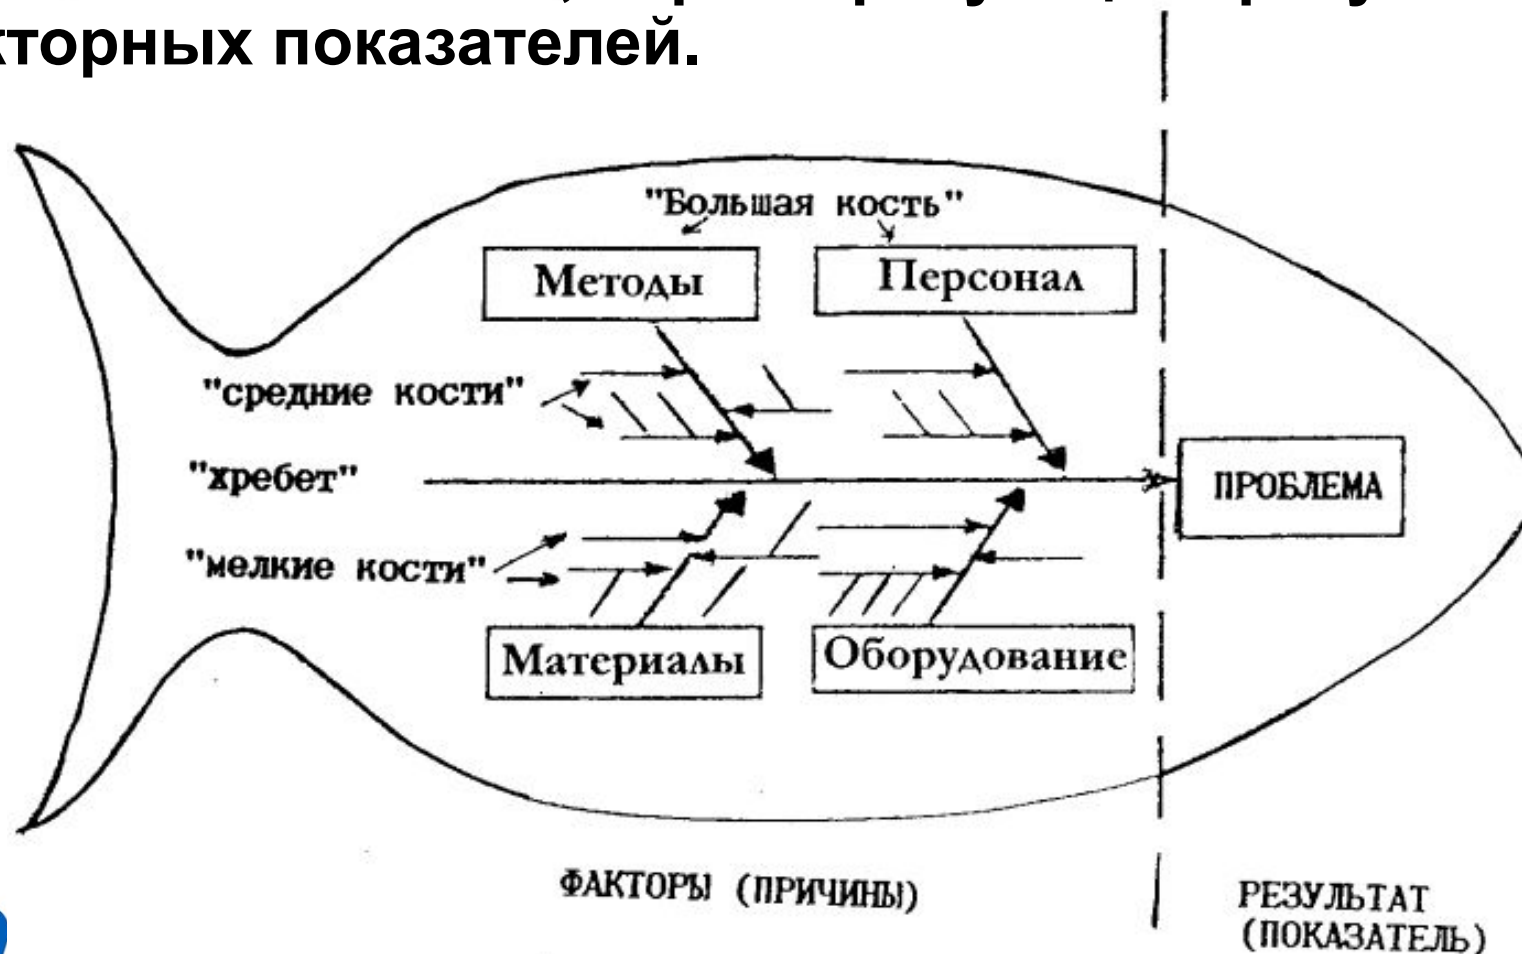 кторных показателей.
"Большая кость"
Методы
Персонал
"средние кости"
"хребет"
ПРОБЛЕМА
"мелкие кости"
Материалы
Оборудование
ФАКТОРЫ (ПРИЧИНЫ)
РЕЗУЛЬТАТ
(ПОКАЗАТЕЛЬ)